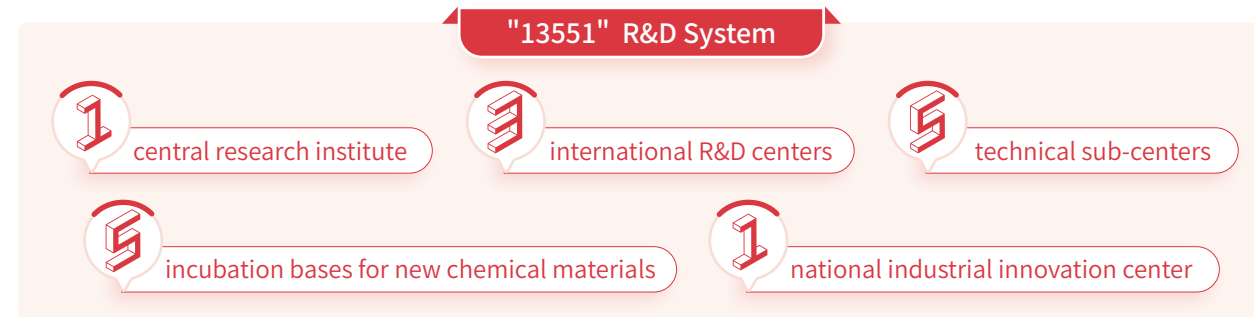 "13551" R&D System
1 central research institute
3 international R&D centers
5 technical sub-centers
5 incubation bases for new chemical materials
1 national industrial innovation center